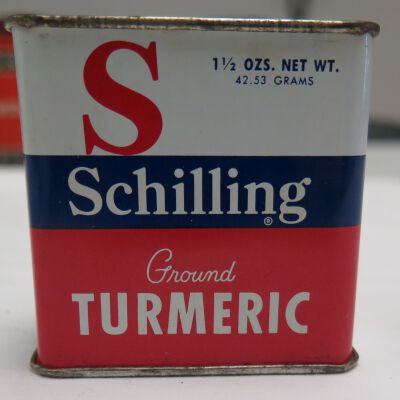 S
1½ OZS. NET WT.
42.53 GRAMS
Schilling®
Ground
TURMERIC